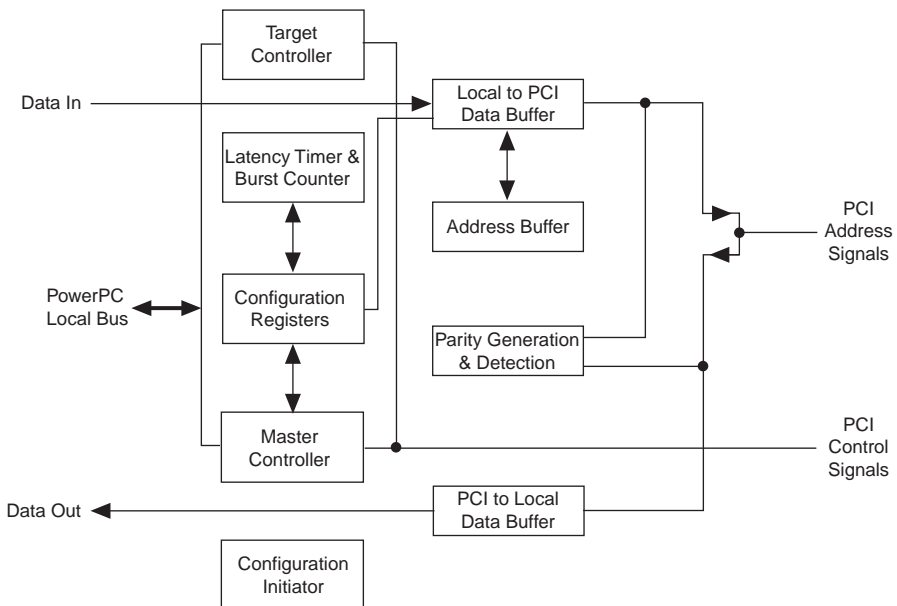 Target
Controller
Data In
Local to PCI
Data Buffer
Latency Timer &
Burst Counter
Address Buffer
PCI
Address
Signals
PowerPC
Local Bus
Configuration
Registers
Parity Generation
& Detection
Master
Controller
PCI
Control
Signals
Data Out
PCI to Local
Data Buffer
Configuration
Initiator